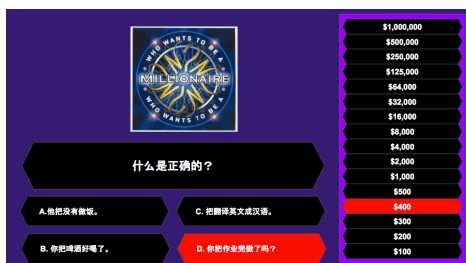 WHO WANTS TO BE A
MILLIONAIRE
WHO WANTS TO BE A
什么是正确的？
A.他把没有做饭。
C. 把翻译英文成汉语。
B. 你把啤酒好喝了。
D. 你把作业完做了吗？
$1,000,000
$500,000
$250,000
$125,000
$64,000
$32,000
$16,000
$8,000
$4,000
$2,000
$1,000
$500
$400
$300
$200
$100